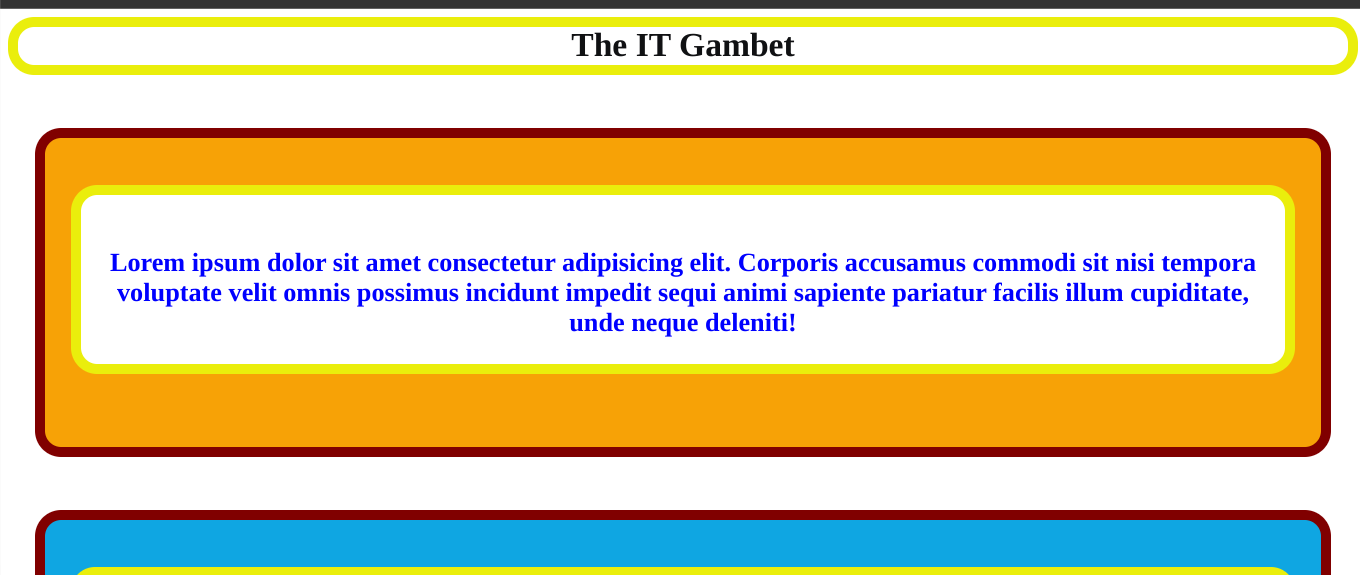 The IT Gambet
Lorem ipsum dolor sit amet consectetur adipisicing elit. Corporis accusamus commodi sit nisi tempora
voluptate velit omnis possimus incidunt impedit sequi animi sapiente pariatur facilis illum cupiditate,
unde neque deleniti!